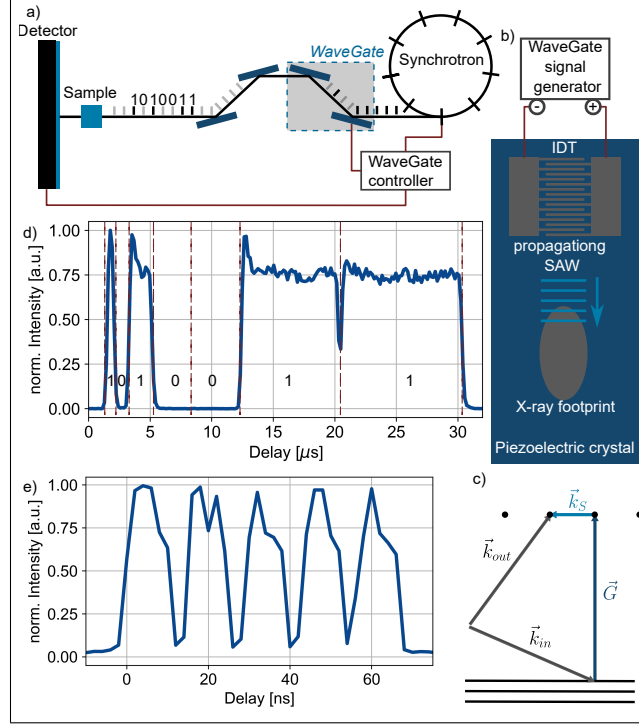 a)
Detector
Sample
1010011
WaveGate
Synchrotron
WaveGate
controller
b)
WaveGate
signal
generator
-
+
IDT
propagationg
SAW
X-ray footprint
Piezoelectric crystal
d)
norm. Intensity [a.u.]
1.00
0.75
0.50
0.25
0.00
1 0 1 0 0 1 1
0 5 10 15 20 25 30
Delay [μs]
e)
norm. Intensity [a.u.]
1.00
0.75
0.50
0.25
0.00
0 20 40 60
Delay [ns]
c)
k⃗S
k⃗out
G⃗
k⃗in